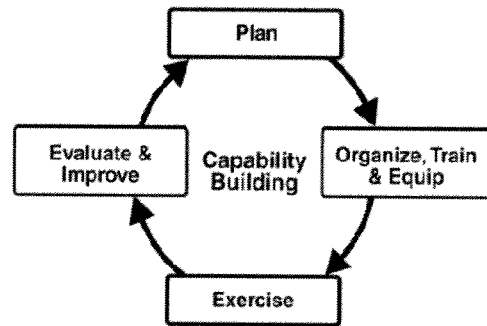 Plan
Evaluate &
Improve
Capability
Building
Organize, Train
& Equip
Exercise